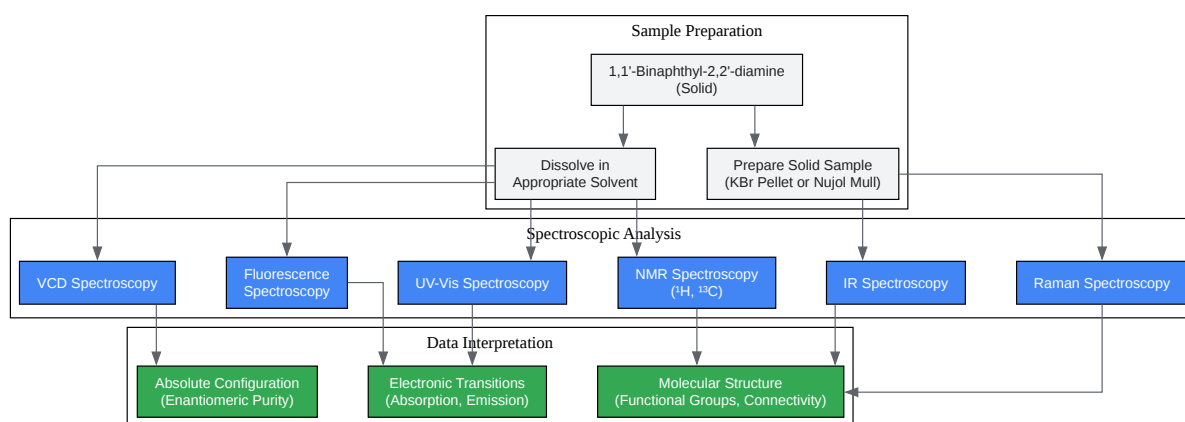 Sample Preparation
1,1'-Binaphthyl-2,2'-diamine
(Solid)
Dissolve in
Appropriate Solvent
Prepare Solid Sample
(KBr Pellet or Nujol Mull)
Spectroscopic Analysis
VCD Spectroscopy
Fluorescence
Spectroscopy
UV-Vis Spectroscopy
NMR Spectroscopy
(¹H, ¹³C)
IR Spectroscopy
Raman Spectroscopy
Data Interpretation
Absolute Configuration
(Enantiomeric Purity)
Electronic Transitions
(Absorption, Emission)
Molecular Structure
(Functional Groups, Connectivity)